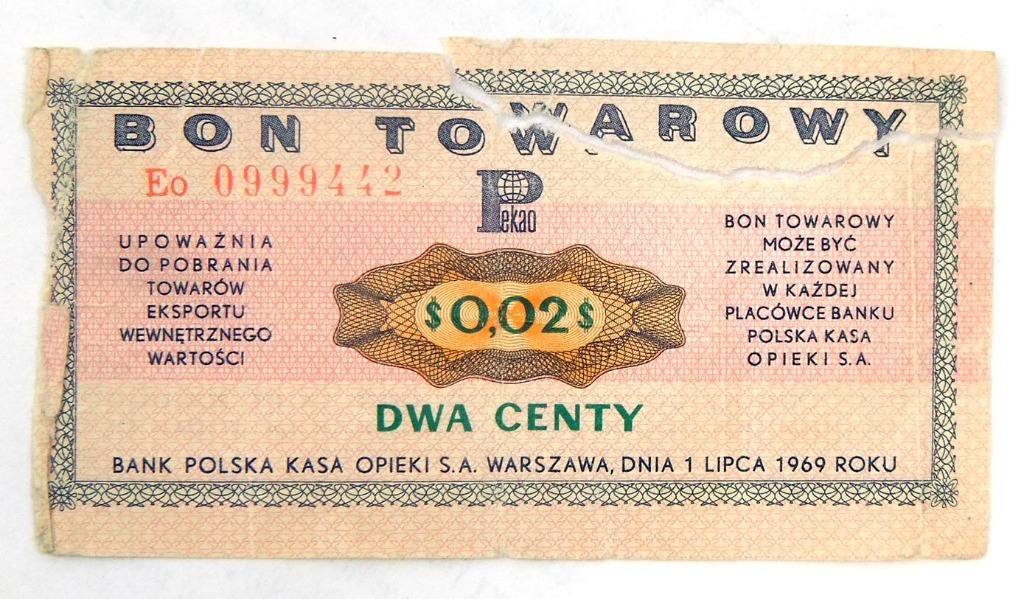 BON TOWAROWY
Eo 0999442
Pekao
UPOWAŻNIA
DO POBRANIA
TOWARÓW
EKSPORTU
WEWNĘTRZNEGO
WARTOŚCI
$0,02$
BON TOWAROWY
MOŻE BYĆ
ZREALIZOWANY
W KAŻDEJ
PLACÓWCE BANKU
POLSKA KASA
OPIEKI S.A.
DWA CENTY
BANK POLSKA KASA OPIEKI S.A. WARSZAWA, DNIA 1 LIPCA 1969 ROKU